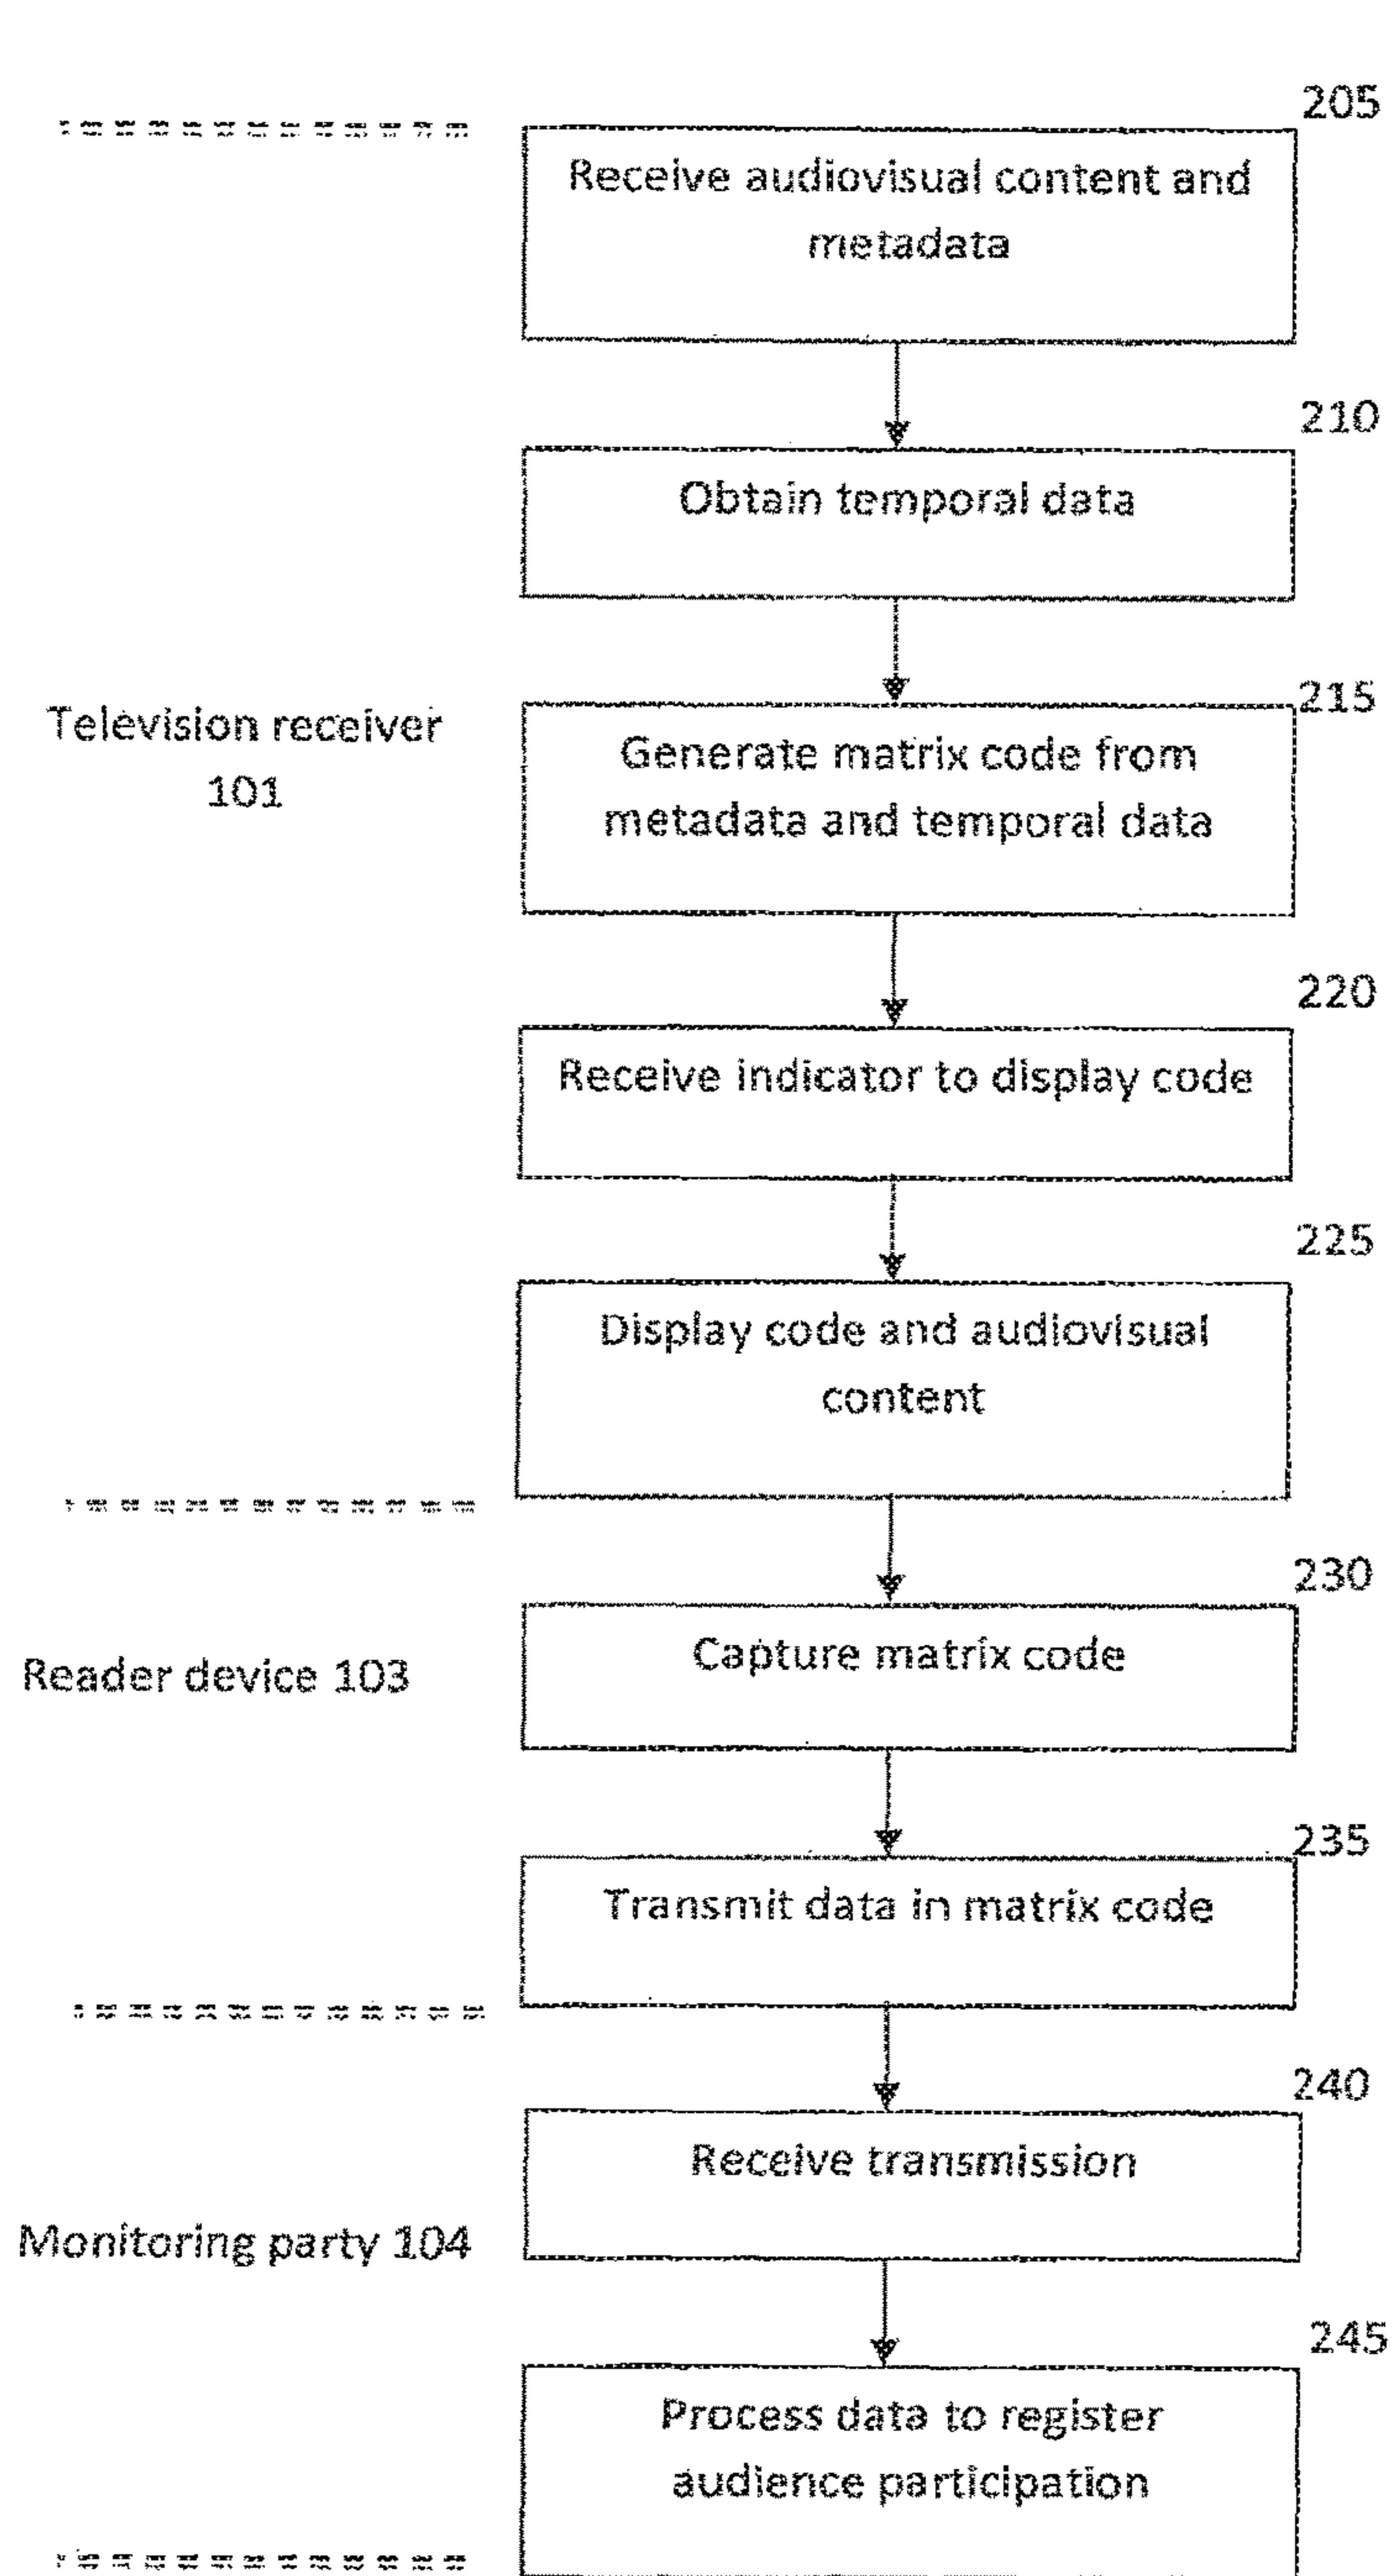 205
Receive audiovisual content and
metadata
210
Obtain temporal data
Television receiver
101
215
Generate matrix code from
metadata and temporal data
220
Receive indicator to display code
225
Display code and audiovisual
content
230
Reader device 103
Capture matrix code
235
Transmit data in matrix code
240
Receive transmission
Monitoring party 104
245
Process data to register
audience participation